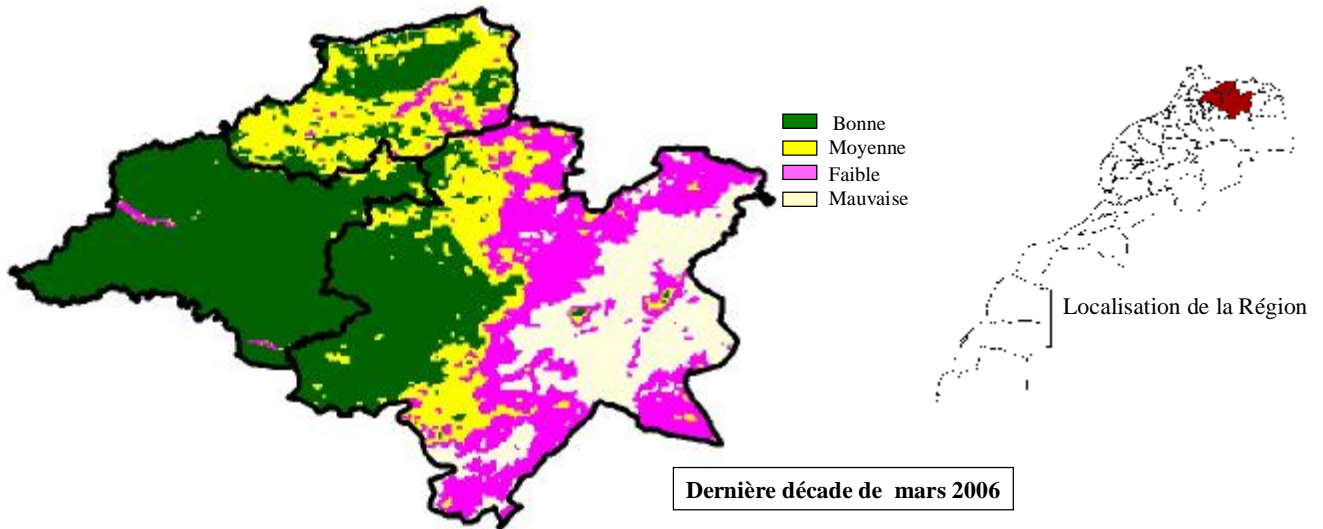 Bonne
Moyenne
Faible
Mauvaise
Localisation de la Région
Dernière décade de mars 2006